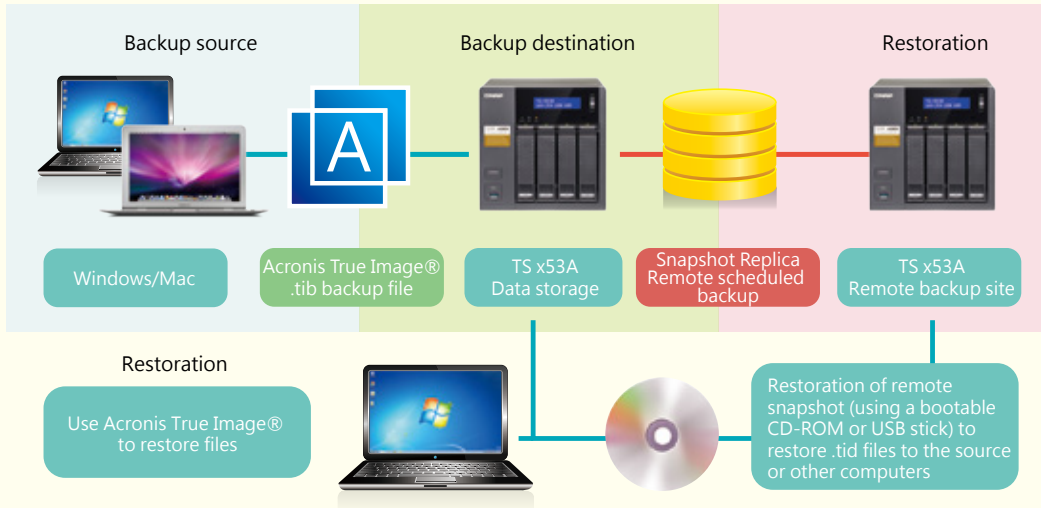 Backup source
Backup destination
Restoration
A
Windows/Mac
Acronis True Image®
.tib backup file
TS x53A
Data storage
Snapshot Replica
Remote scheduled
backup
TS x53A
Remote backup site
Restoration
Use Acronis True Image®
to restore files
Restoration of remote
snapshot (using a bootable
CD-ROM or USB stick) to
restore .tid files to the source
or other computers